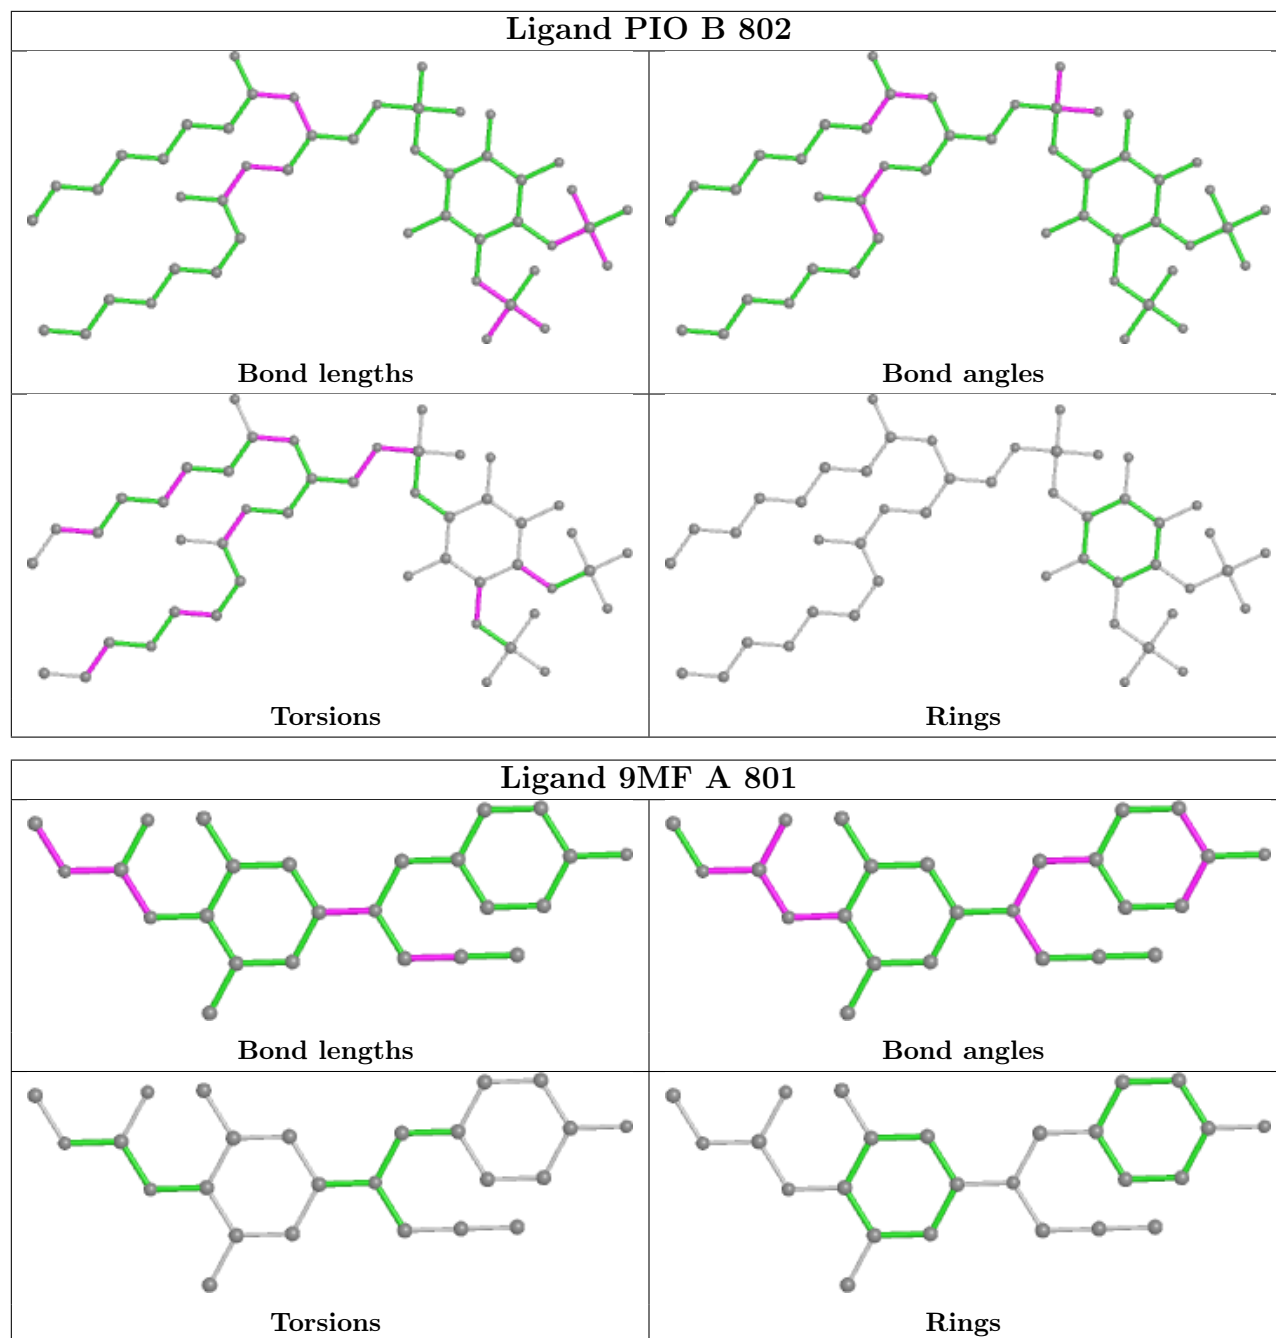 Ligand PIO B 802
Bond lengths
Bond angles
Torsions
Rings
Ligand 9MF A 801
Bond lengths
Bond angles
Torsions
Rings